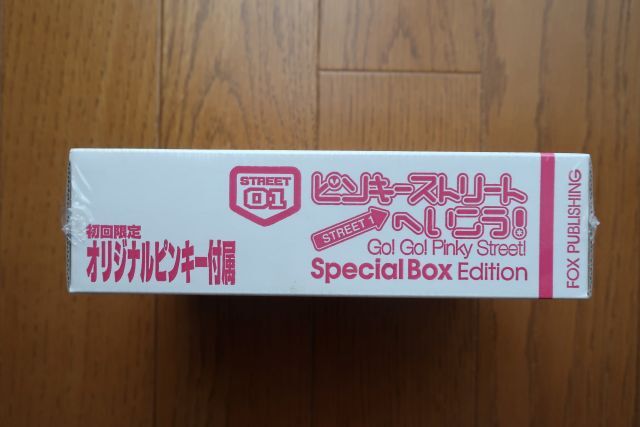 初回限定
オリジナルピンキー付属
STREET
01
ピンキーストリート
STREET 1
へいこう!
Go! Go! Pinky Street!
Special Box Edition
FOX PUBLISHING